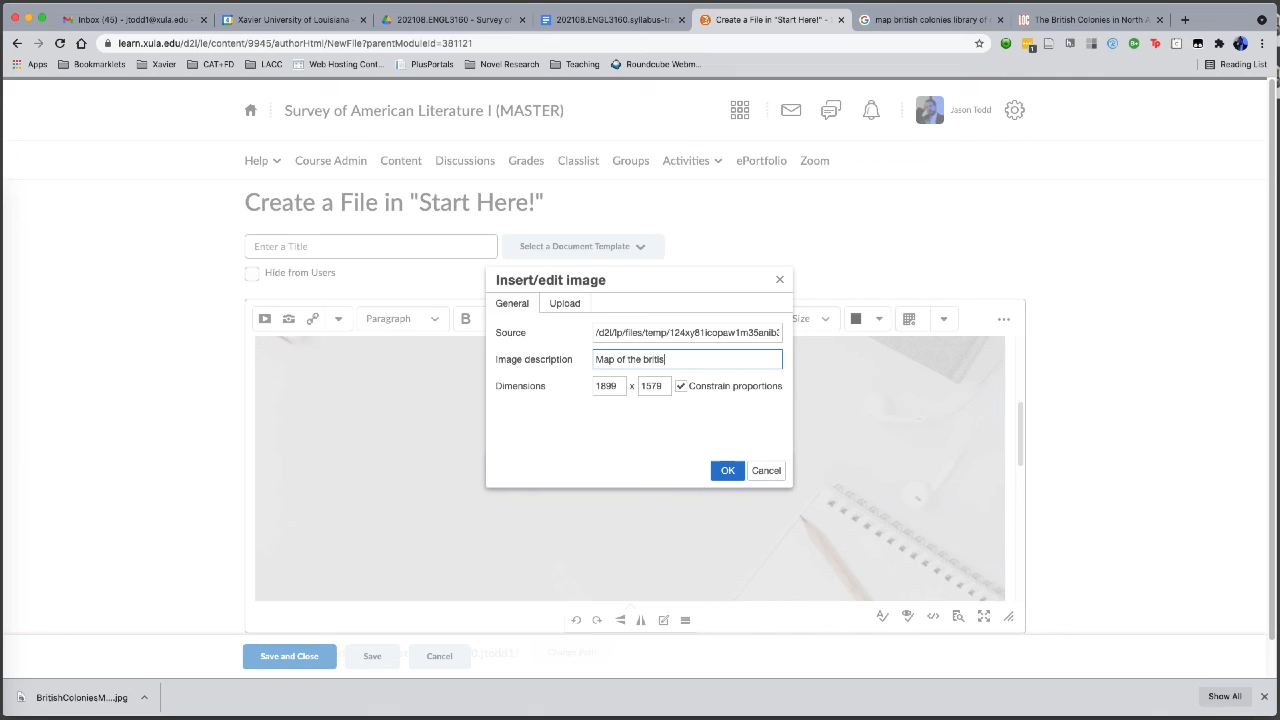 Inbox (45) - jtodd1@xula.edu -
Xavier University of Louisiana -
202108.ENGL3160 - Survey of
202108.ENGL3160.syllabus-t
Create a File in "Start Here!" -
map british colonies library of c
LOC
The British Colonies in North A
learn.xula.edu/d2l/le/content/9945/authorHtml/NewFile?parentModuleId=381121
Apps
Bookmarklets
Xavier
CAT+FD
LACC
Web Hosting Cont...
PlusPortals
Novel Research
Teaching
Roundcube Webm...
Reading List
Survey of American Literature I (MASTER)
Jason Todd
Help
Course Admin
Content
Discussions
Grades
Classlist
Groups
Activities
ePortfolio
Zoom
Create a File in "Start Here!"
Enter a Title
Select a Document Template
Hide from Users
Insert/edit image
General
Upload
Paragraph
B
Size
Source
/d2l/lp/files/temp/124xy81icopaw1m35anib3
Image description
Map of the britis
Dimensions
1899 x 1579
Constrain proportions
OK
Cancel
Save and Close
Save
Cancel
0.jtodd1/
Change Path
BritishColoniesM....jpg
Show All